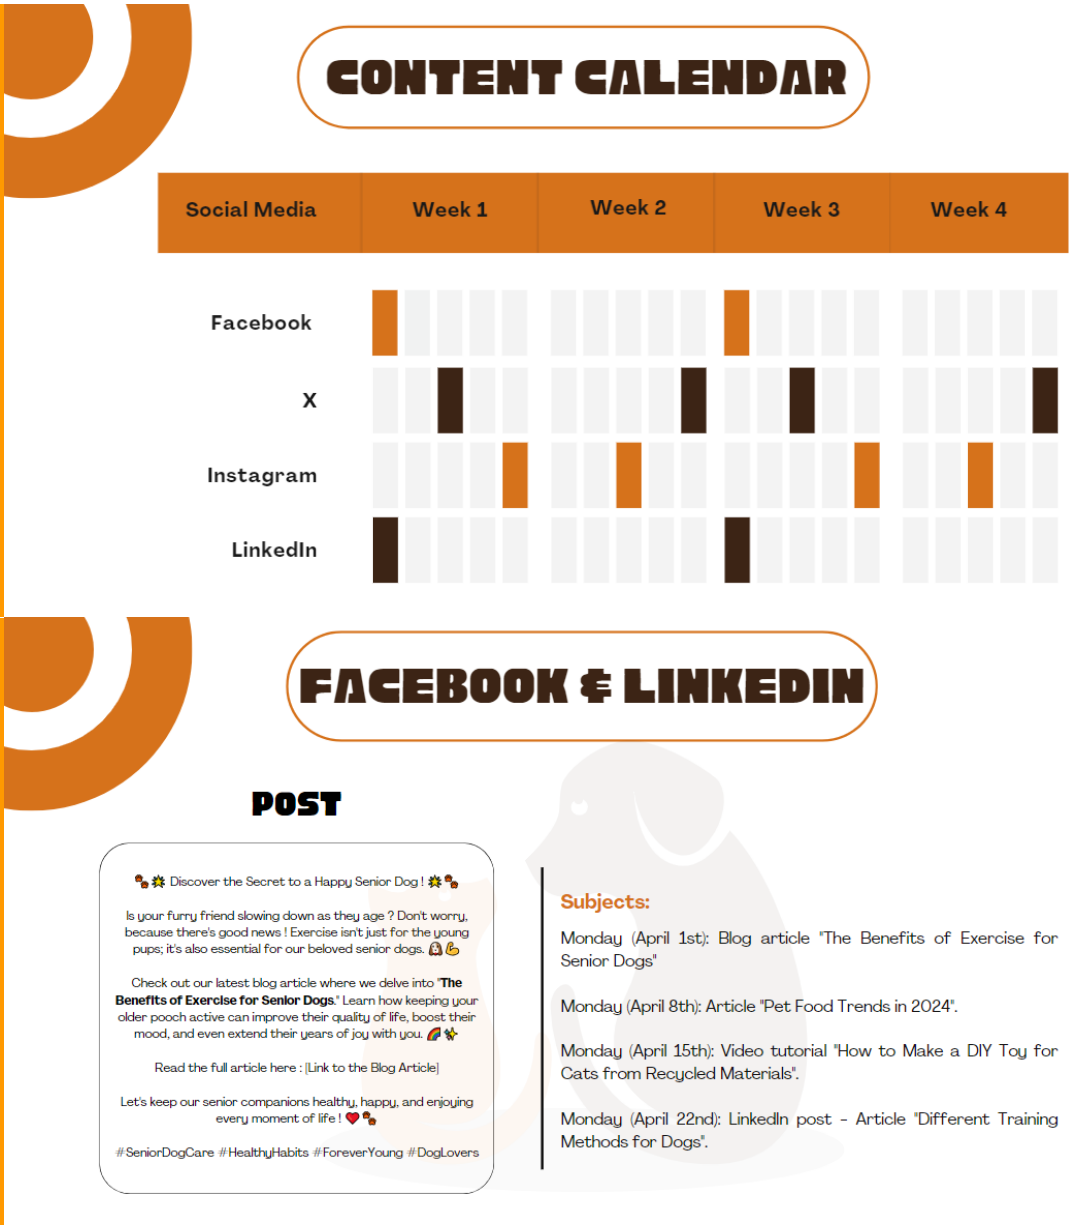 CONTENT CALENDAR
Social Media Week 1 Week 2 Week 3 Week 4
Facebook
X
Instagram
LinkedIn
FACEBOOK & LINKEDIN
POST
🐾 🌟 Discover the Secret to a Happy Senior Dog ! 🌟 🐾
Is your furry friend slowing down as they age ? Don't worry,
because there's good news ! Exercise isn't just for the young
pups; it's also essential for our beloved senior dogs. 🐶 💪
Check out our latest blog article where we delve into "The
Benefits of Exercise for Senior Dogs." Learn how keeping your
older pooch active can improve their quality of life, boost their
mood, and even extend their years of joy with you. 🌈 ✨
Read the full article here : [Link to the Blog Article]
Let's keep our senior companions healthy, happy, and enjoying
every moment of life ! ❤️ 🐾
#SeniorDogCare #HealthyHabits #ForeverYoung #DogLovers
Subjects:
Monday (April 1st): Blog article "The Benefits of Exercise for
Senior Dogs"
Monday (April 8th): Article "Pet Food Trends in 2024".
Monday (April 15th): Video tutorial "How to Make a DIY Toy for
Cats from Recycled Materials".
Monday (April 22nd): LinkedIn post - Article "Different Training
Methods for Dogs".